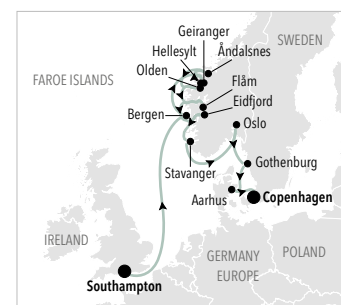 Geiranger
Hellesylt
Åndalsnes
SWEDEN
Olden
FAROE ISLANDS
Flåm
Eidfjord
Bergen
Oslo
Gothenburg
Stavanger
Aarhus
Copenhagen
IRELAND
GERMANY
POLAND
EUROPE
Southampton